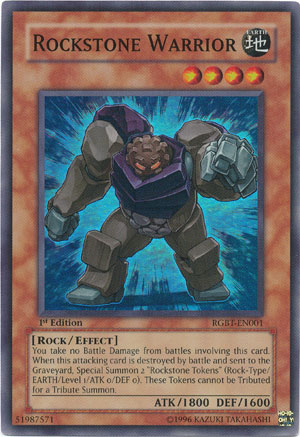 Rockstone Warrior
EARTH
地
1st Edition
RGBT-EN001
[Rock/Effect]
You take no Battle Damage from battles involving this card.
When this attacking card is destroyed by battle and sent to the
Graveyard, Special Summon 2 "Rockstone Tokens" (Rock-Type/
EARTH/Level 1/ATK 0/DEF 0). These Tokens cannot be Tributed
for a Tribute Summon.
ATK/1800 DEF/1600
51987571
©1996 KAZUKI TAKAHASHI